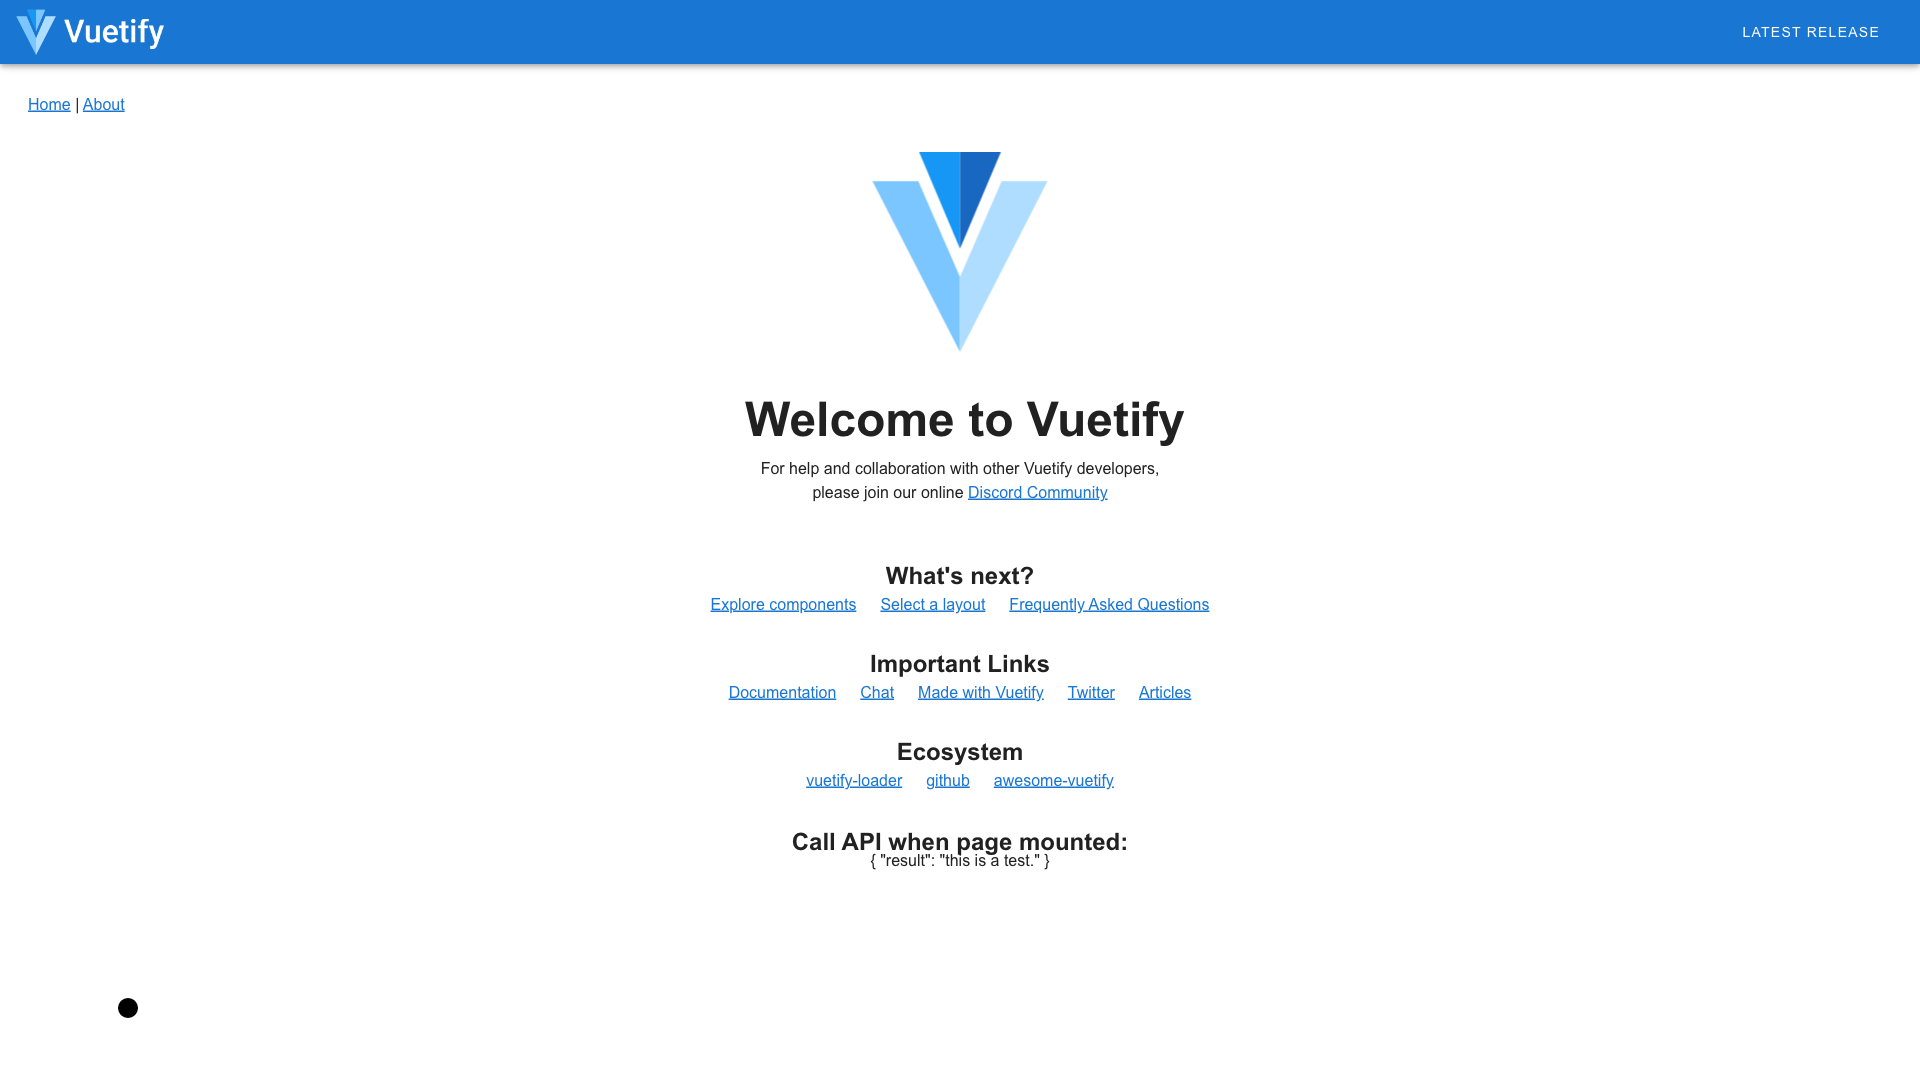 Vuetify
LATEST RELEASE
Home | About
Welcome to Vuetify
For help and collaboration with other Vuetify developers,
please join our online Discord Community
What's next?
Explore components Select a layout Frequently Asked Questions
Important Links
Documentation Chat Made with Vuetify Twitter Articles
Ecosystem
vuetify-loader github awesome-vuetify
Call API when page mounted:
{ "result": "this is a test." }